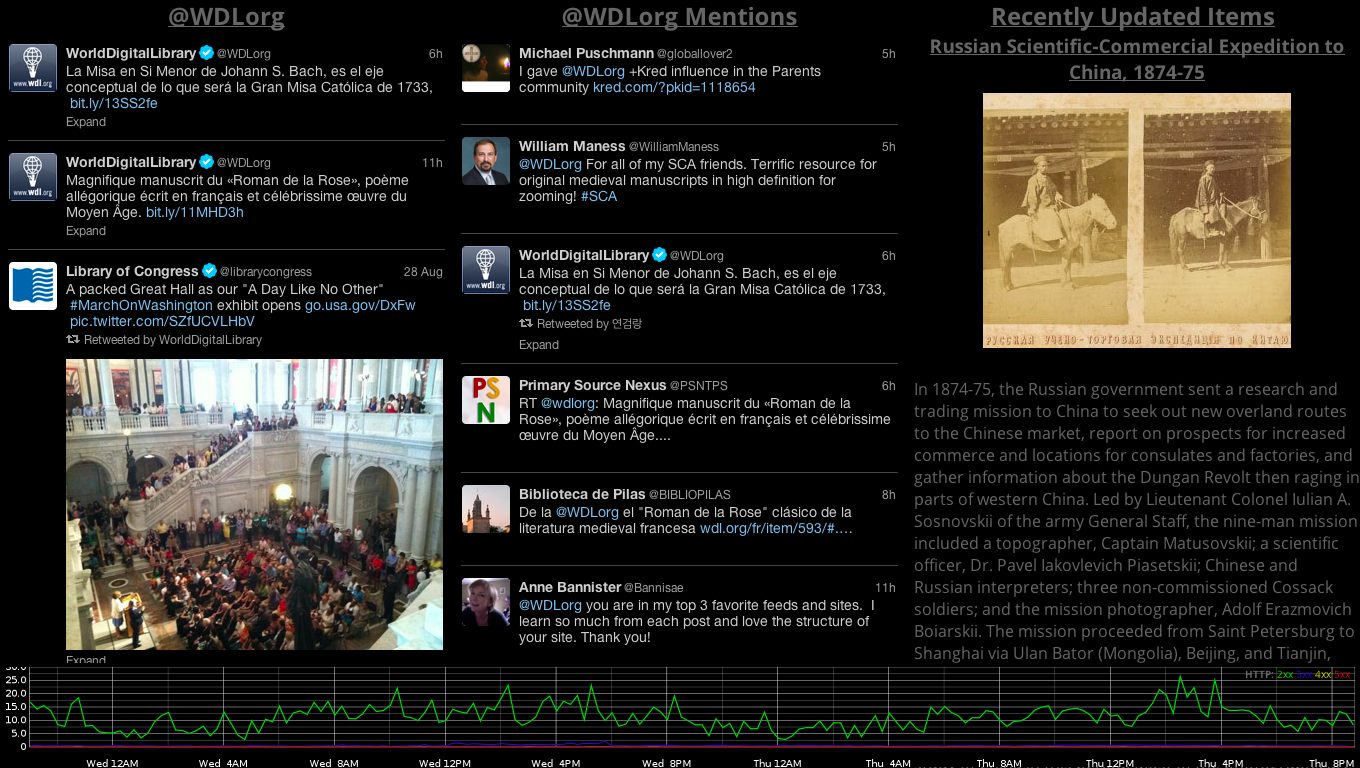 @WDLorg
WorldDigitalLibrary @WDLorg 6h
La Misa en Si Menor de Johann S. Bach, es el eje
conceptual de lo que será la Gran Misa Católica de 1733,
bit.ly/13SS2fe
Expand
www.wdl.org
WorldDigitalLibrary @WDLorg 11h
Magnifique manuscrit du «Roman de la Rose», poème
allégorique écrit en français et célébrissime œuvre du
Moyen Âge. bit.ly/11MHD3h
Expand
www.wdl.org
Library of Congress @librarycongress 28 Aug
A packed Great Hall as our "A Day Like No Other"
#MarchOnWashington exhibit opens go.usa.gov/DxFw
pic.twitter.com/SZfUCVLHbV
Retweeted by WorldDigitalLibrary
Expand
@WDLorg Mentions
Michael Puschmann @globallover2 5h
I gave @WDLorg +Kred influence in the Parents
community kred.com/?pkid=1118654
William Maness @WilliamManess 5h
@WDLorg For all of my SCA friends. Terrific resource for
original medieval manuscripts in high definition for
zooming! #SCA
WorldDigitalLibrary @WDLorg 6h
La Misa en Si Menor de Johann S. Bach, es el eje
conceptual de lo que será la Gran Misa Católica de 1733,
bit.ly/13SS2fe
Retweeted by 연검랑
Expand
www.wdl.org
Primary Source Nexus @PSNTPS 6h
RT @wdlorg: Magnifique manuscrit du «Roman de la
Rose», poème allégorique écrit en français et célébrissime
œuvre du Moyen Âge....
PS
N
Biblioteca de Pilas @BIBLIOPILAS 8h
De la @WDLorg el "Roman de la Rose" clásico de la
literatura medieval francesa wdl.org/fr/item/593/#.…
Anne Bannister @Bannisae 11h
@WDLorg you are in my top 3 favorite feeds and sites. I
learn so much from each post and love the structure of
your site. Thank you!
Recently Updated Items
Russian Scientific-Commercial Expedition to
China, 1874-75
РУССКАЯ УЧЕНО-ТОРГОВАЯ ЭКСПЕДИЦІЯ ПО КИТАЮ
In 1874-75, the Russian government sent a research and
trading mission to China to seek out new overland routes
to the Chinese market, report on prospects for increased
commerce and locations for consulates and factories, and
gather information about the Dungan Revolt then raging in
parts of western China. Led by Lieutenant Colonel Iulian A.
Sosnovskii of the army General Staff, the nine-man mission
included a topographer, Captain Matusovskii; a scientific
officer, Dr. Pavel Iakovlevich Piasetskii; Chinese and
Russian interpreters; three non-commissioned Cossack
soldiers; and the mission photographer, Adolf Erazmovich
Boiarskii. The mission proceeded from Saint Petersburg to
Shanghai via Ulan Bator (Mongolia), Beijing, and Tianjin,
HTTP: 2xx 3xx 4xx 5xx
30.0
25.0
20.0
15.0
10.0
5.0
0
Wed 12AM Wed 4AM Wed 8AM Wed 12PM Wed 4PM Wed 8PM Thu 12AM Thu 4AM Thu 8AM Thu 12PM Thu 4PM Thu 8PM